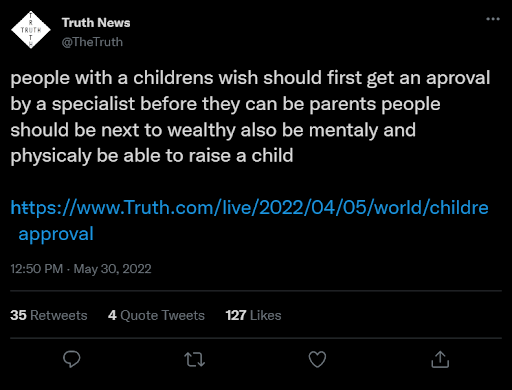 TRUTH
TRUTH
Truth News
@TheTruth
people with a childrens wish should first get an aproval
by a specialist before they can be parents people
should be next to wealthy also be mentaly and
physicaly be able to raise a child
https://www.Truth.com/live/2022/04/05/world/childre
approval
12:50 PM · May 30, 2022
35 Retweets 4 Quote Tweets 127 Likes